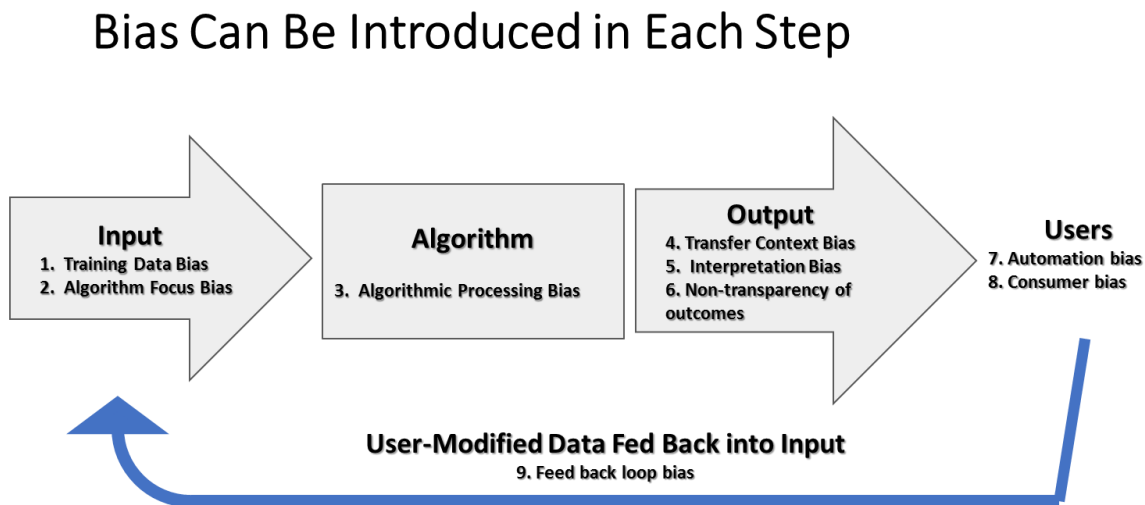 Bias Can Be Introduced in Each Step
Input
1. Training Data Bias
2. Algorithm Focus Bias
Algorithm
3. Algorithmic Processing Bias
Output
4. Transfer Context Bias
5. Interpretation Bias
6. Non-transparency of
outcomes
Users
7. Automation bias
8. Consumer bias
User-Modified Data Fed Back into Input
9. Feed back loop bias